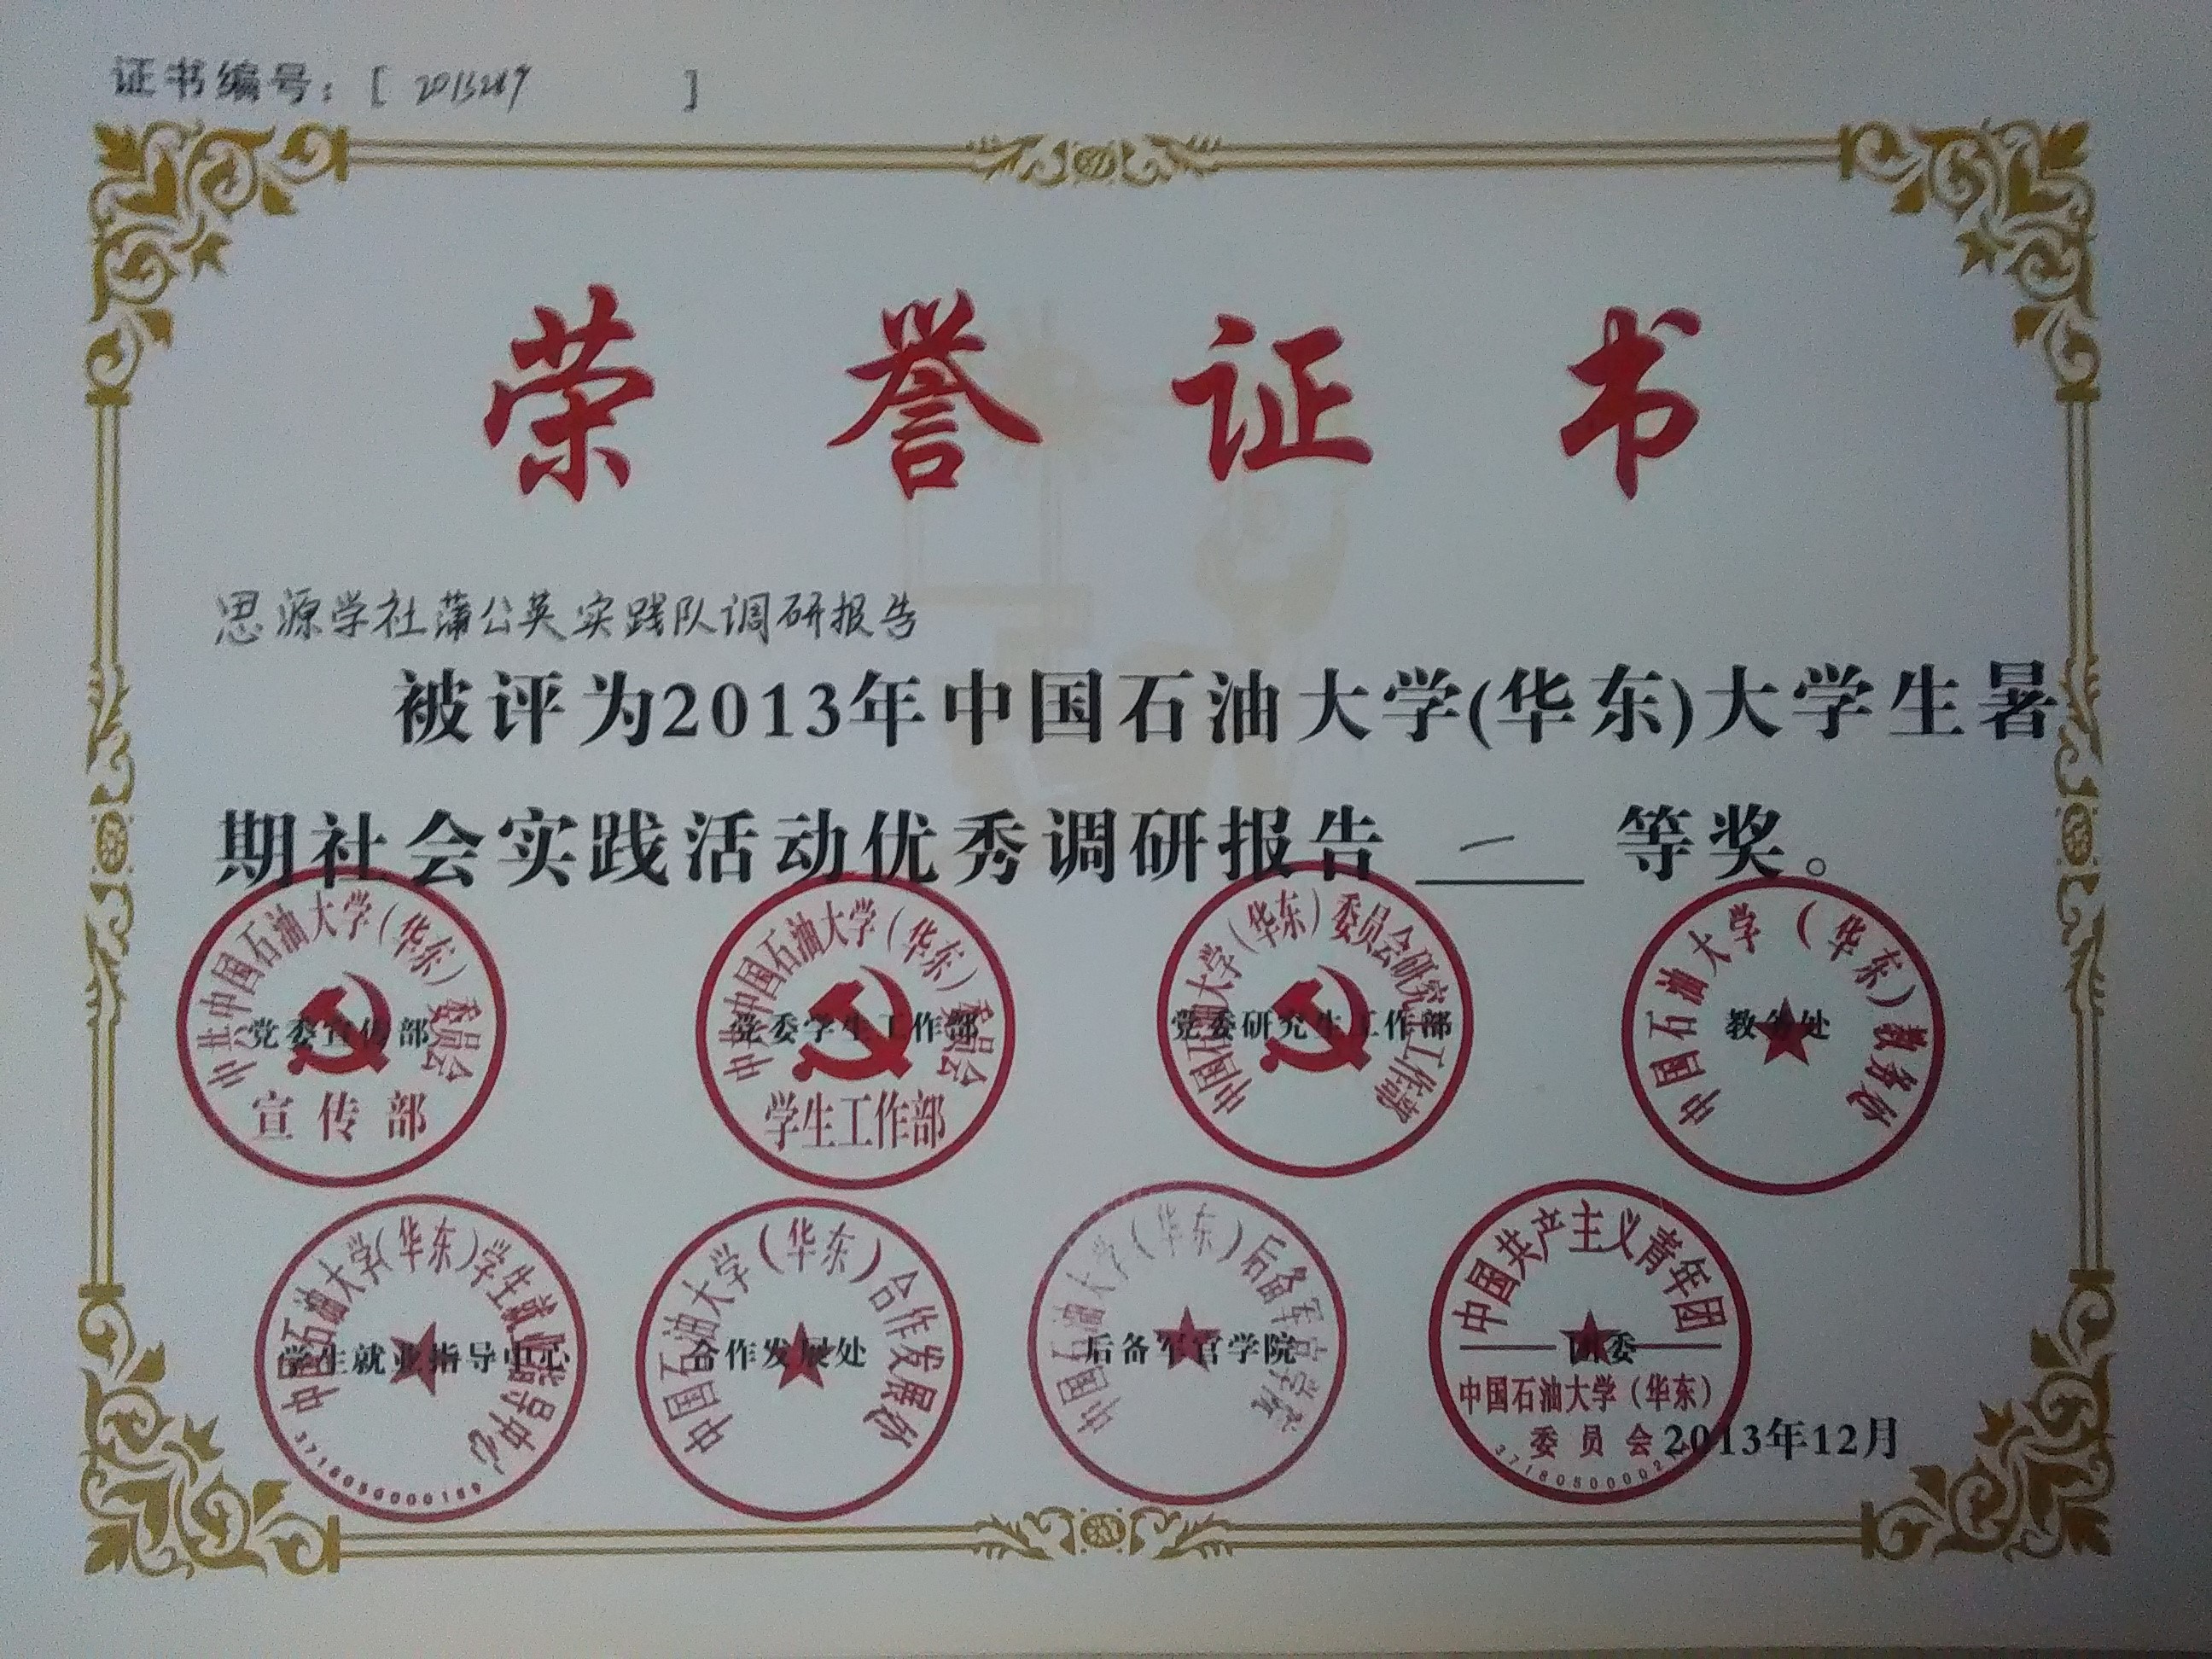 证书编号：[ 2013219 ]
荣誉证书
思源学社蒲公英实践队调研报告
被评为2013年中国石油大学(华东)大学生暑
期社会实践活动优秀调研报告 一 等奖。
中共中国石油大学（华东）委员会
党委宣传部
宣传部
中共中国石油大学（华东）委员会
党委学生工作部
学生工作部
中国石油大学（华东）委员会研究生工作部
党委研究生工作部
中国石油大学（华东）教务处
教务处
中国石油大学（华东）学生就业指导中心
学生就业指导中心
3718050000189
中国石油大学（华东）合作发展处
合作发展处
中国石油大学（华东）后备军官学院
后备军官学院
中国共产主义青年团
团委
中国石油大学（华东）
委员会
2013年12月